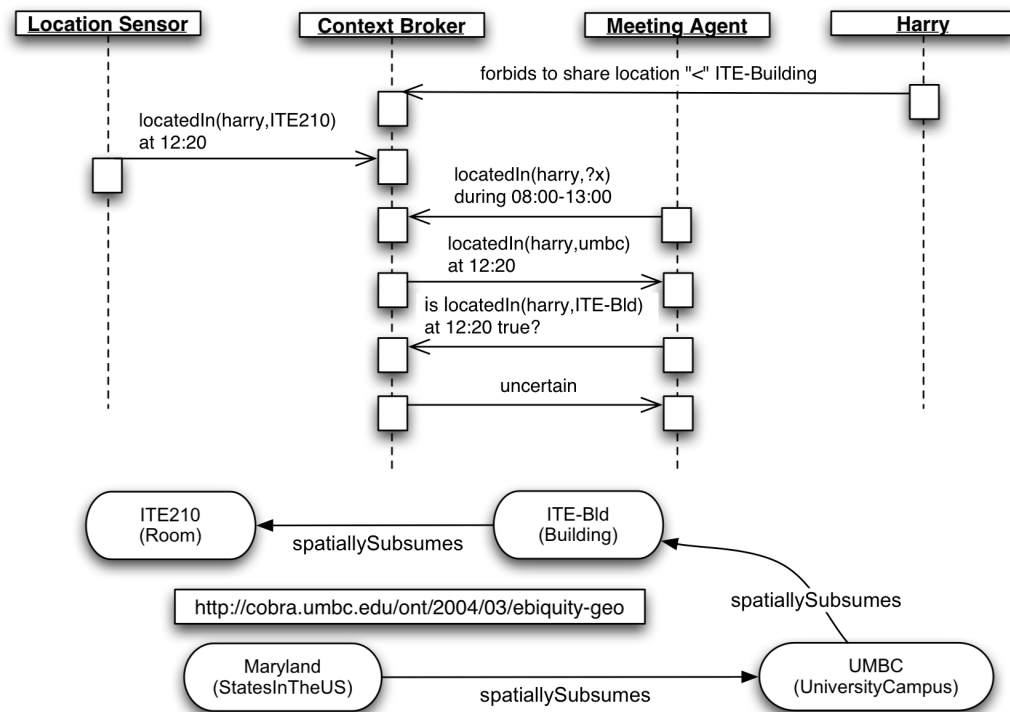 Location Sensor
Context Broker
Meeting Agent
Harry
forbids to share location "<" ITE-Building
locatedIn(harry,ITE210)
at 12:20
locatedIn(harry,?x)
during 08:00-13:00
locatedIn(harry,umbc)
at 12:20
is locatedIn(harry,ITE-Bld)
at 12:20 true?
uncertain
ITE210
(Room)
spatiallySubsumes
ITE-Bld
(Building)
spatiallySubsumes
http://cobra.umbc.edu/ont/2004/03/ebiquity-geo
Maryland
(StatesInTheUS)
spatiallySubsumes
UMBC
(UniversityCampus)